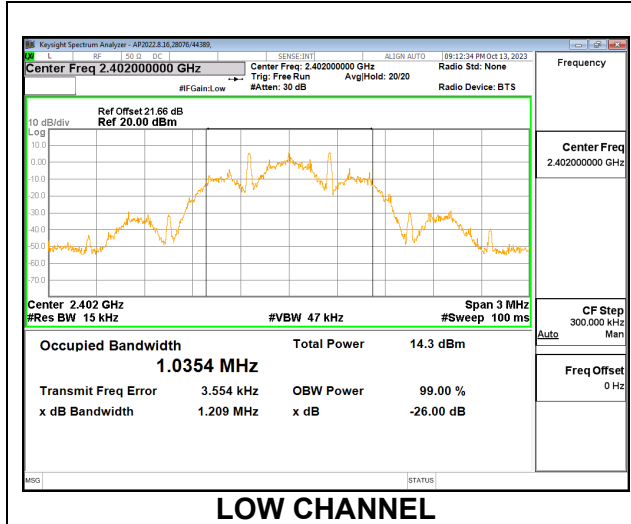 Keysight Spectrum Analyzer - AP2022.8.16,28076/44389,
L RF 50 Ω DC SENSE:INT ALIGN AUTO 09:12:34 PM Oct 13, 2023
Center Freq 2.402000000 GHz
Center Freq: 2.402000000 GHz
Radio Std: None
Trig: Free Run Avg|Hold: 20/20
#IFGain:Low #Atten: 30 dB Radio Device: BTS
Frequency
Ref Offset 21.66 dB
10 dB/div Ref 20.00 dBm
Log
10.0
0.00
-10.0
-20.0
-30.0
-40.0
-50.0
-60.0
-70.0
Center Freq
2.402000000 GHz
Center 2.402 GHz Span 3 MHz
#Res BW 15 kHz #VBW 47 kHz #Sweep 100 ms
CF Step
300.000 kHz
Auto Man
Occupied Bandwidth Total Power 14.3 dBm
1.0354 MHz
Transmit Freq Error 3.554 kHz OBW Power 99.00 %
x dB Bandwidth 1.209 MHz x dB -26.00 dB
Freq Offset
0 Hz
MSG STATUS
LOW CHANNEL